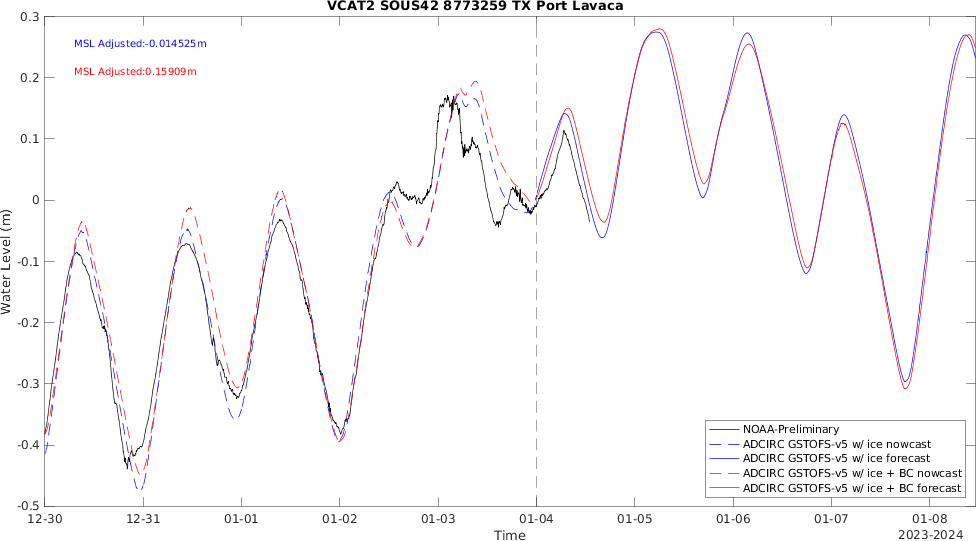 VCAT2 SOUS42 8773259 TX Port Lavaca
0.3
0.2
0.1
0
-0.1
-0.2
-0.3
-0.4
-0.5
Water Level (m)
MSL Adjusted:-0.014525m
MSL Adjusted:0.15909m
NOAA-Preliminary
ADCIRC GSTOFS-v5 w/ ice nowcast
ADCIRC GSTOFS-v5 w/ ice forecast
ADCIRC GSTOFS-v5 w/ ice + BC nowcast
ADCIRC GSTOFS-v5 w/ ice + BC forecast
12-30 12-31 01-01 01-02 01-03 01-04 01-05 01-06 01-07 01-08
Time
2023-2024